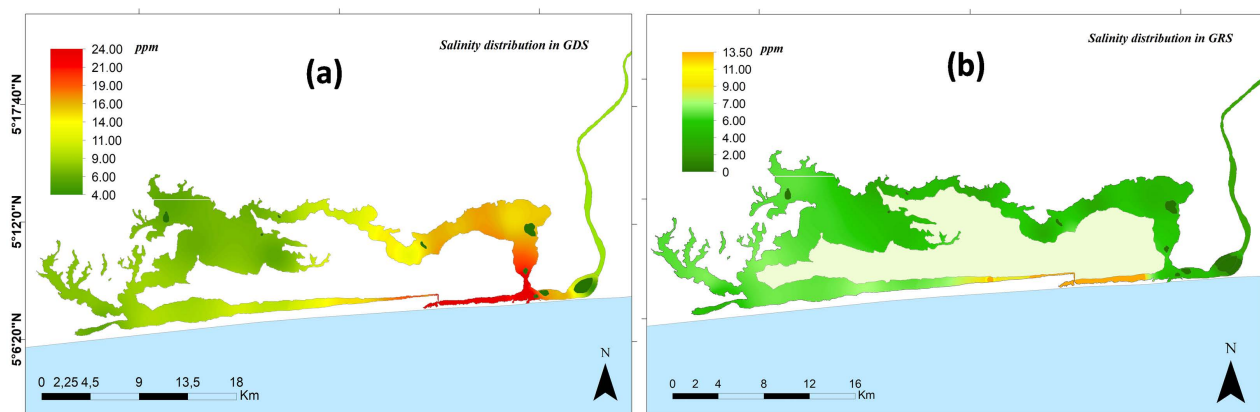 24.00 ppm
21.00
19.00
16.00
14.00
11.00
9.00
6.00
4.00
(a)
Salinity distribution in GDS
5°17'40"N
5°12'0"N
5°6'20"N
0 2,25 4,5 9 13,5 18
Km
N
13.50 ppm
11.00
9.00
7.00
6.00
4.00
2.00
0
(b)
Salinity distribution in GRS
0 2 4 8 12 16
Km
N